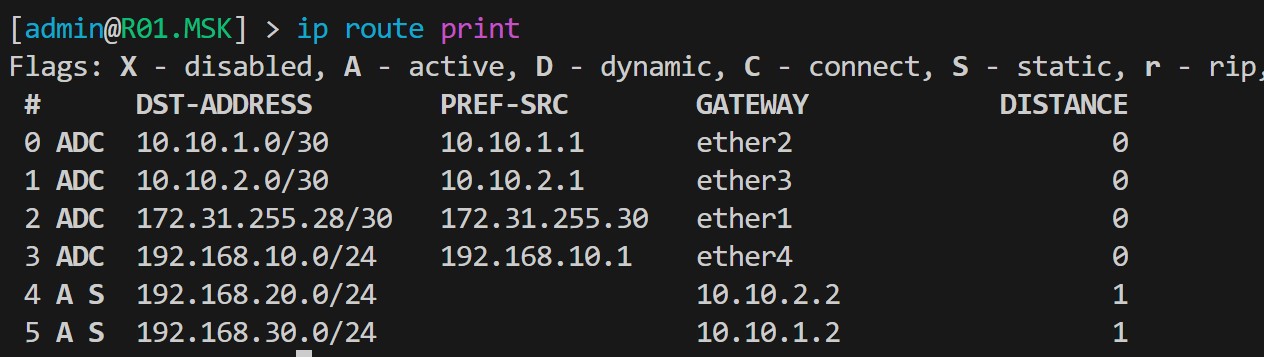 [admin@R01.MSK] > ip route print
Flags: X - disabled, A - active, D - dynamic, C - connect, S - static, r - rip,
# DST-ADDRESS PREF-SRC GATEWAY DISTANCE
0 ADC 10.10.1.0/30 10.10.1.1 ether2 0
1 ADC 10.10.2.0/30 10.10.2.1 ether3 0
2 ADC 172.31.255.28/30 172.31.255.30 ether1 0
3 ADC 192.168.10.0/24 192.168.10.1 ether4 0
4 A S 192.168.20.0/24 10.10.2.2 1
5 A S 192.168.30.0/24 10.10.1.2 1